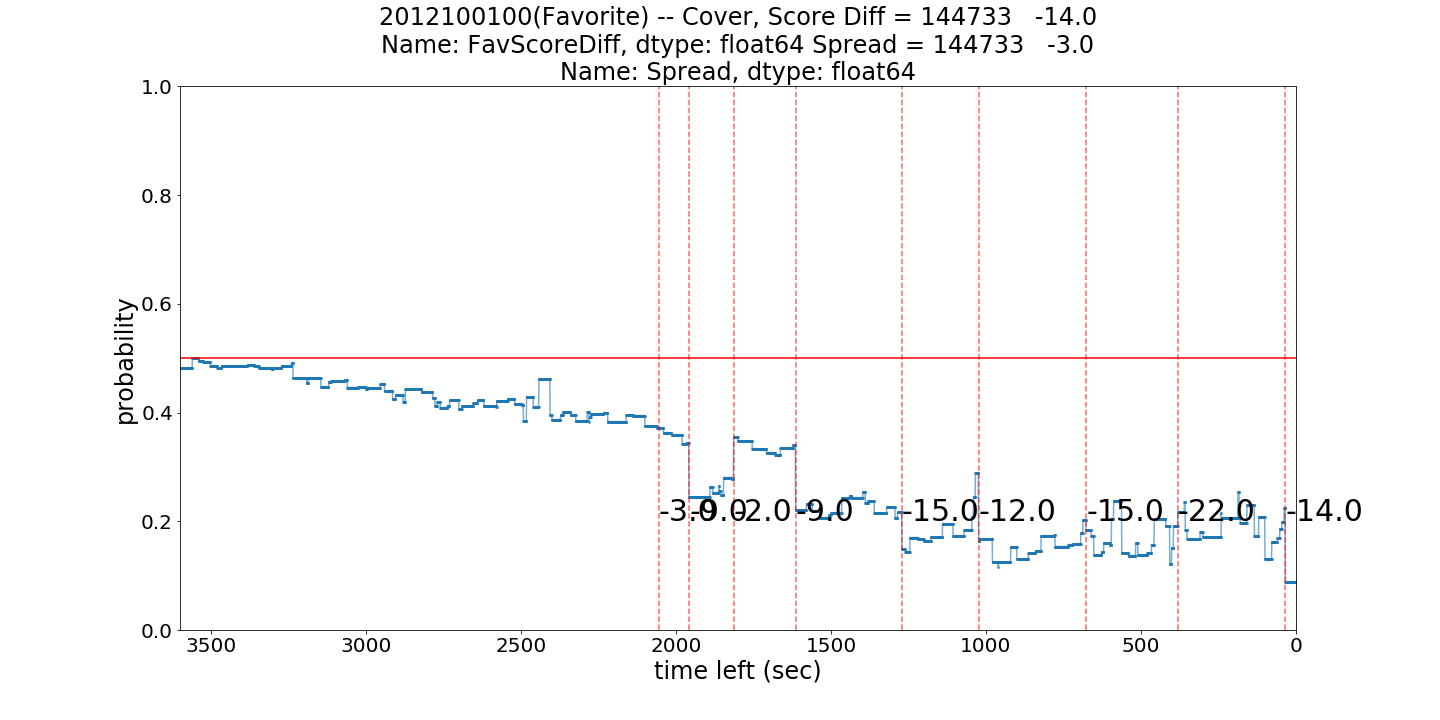 2012100100(Favorite) -- Cover, Score Diff = 144733   -14.0
Name: FavScoreDiff, dtype: float64 Spread = 144733   -3.0
Name: Spread, dtype: float64
probability
1.0
0.8
0.6
0.4
0.2
0.0
-3.0 -9.0 -2.0 -9.0 -15.0 -12.0 -15.0 -22.0 -14.0
3500 3000 2500 2000 1500 1000 500 0
time left (sec)